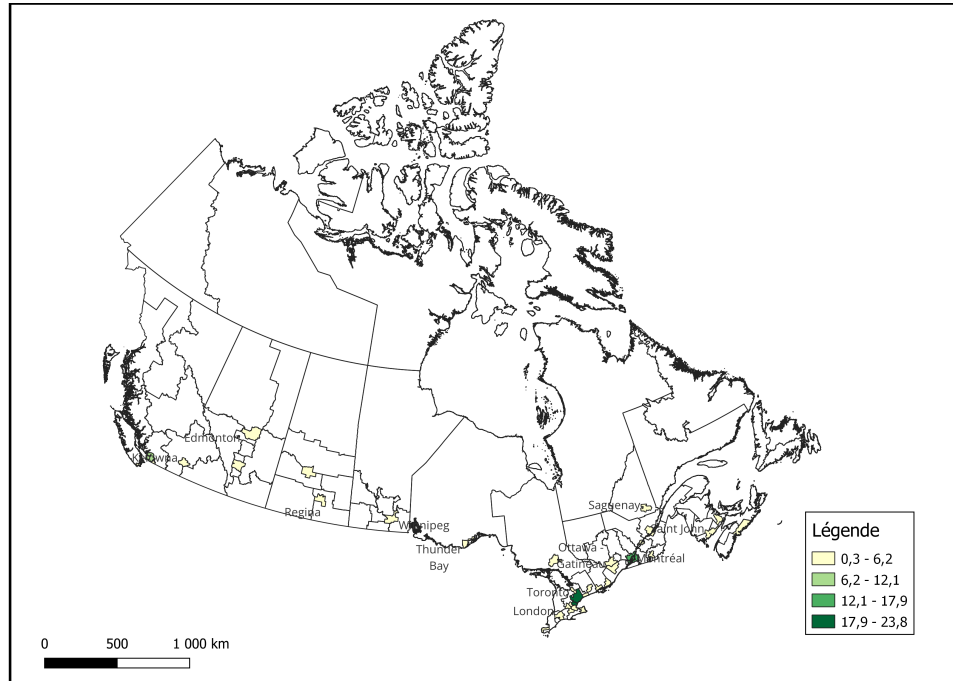 Edmonton
Kelowna
Regina
Winnipeg
Thunder
Bay
Saguenay
Saint John
Ottawa -
Gatineau
Montréal
Toronto
London
Légende
0,3 - 6,2
6,2 - 12,1
12,1 - 17,9
17,9 - 23,8
0 500 1 000 km